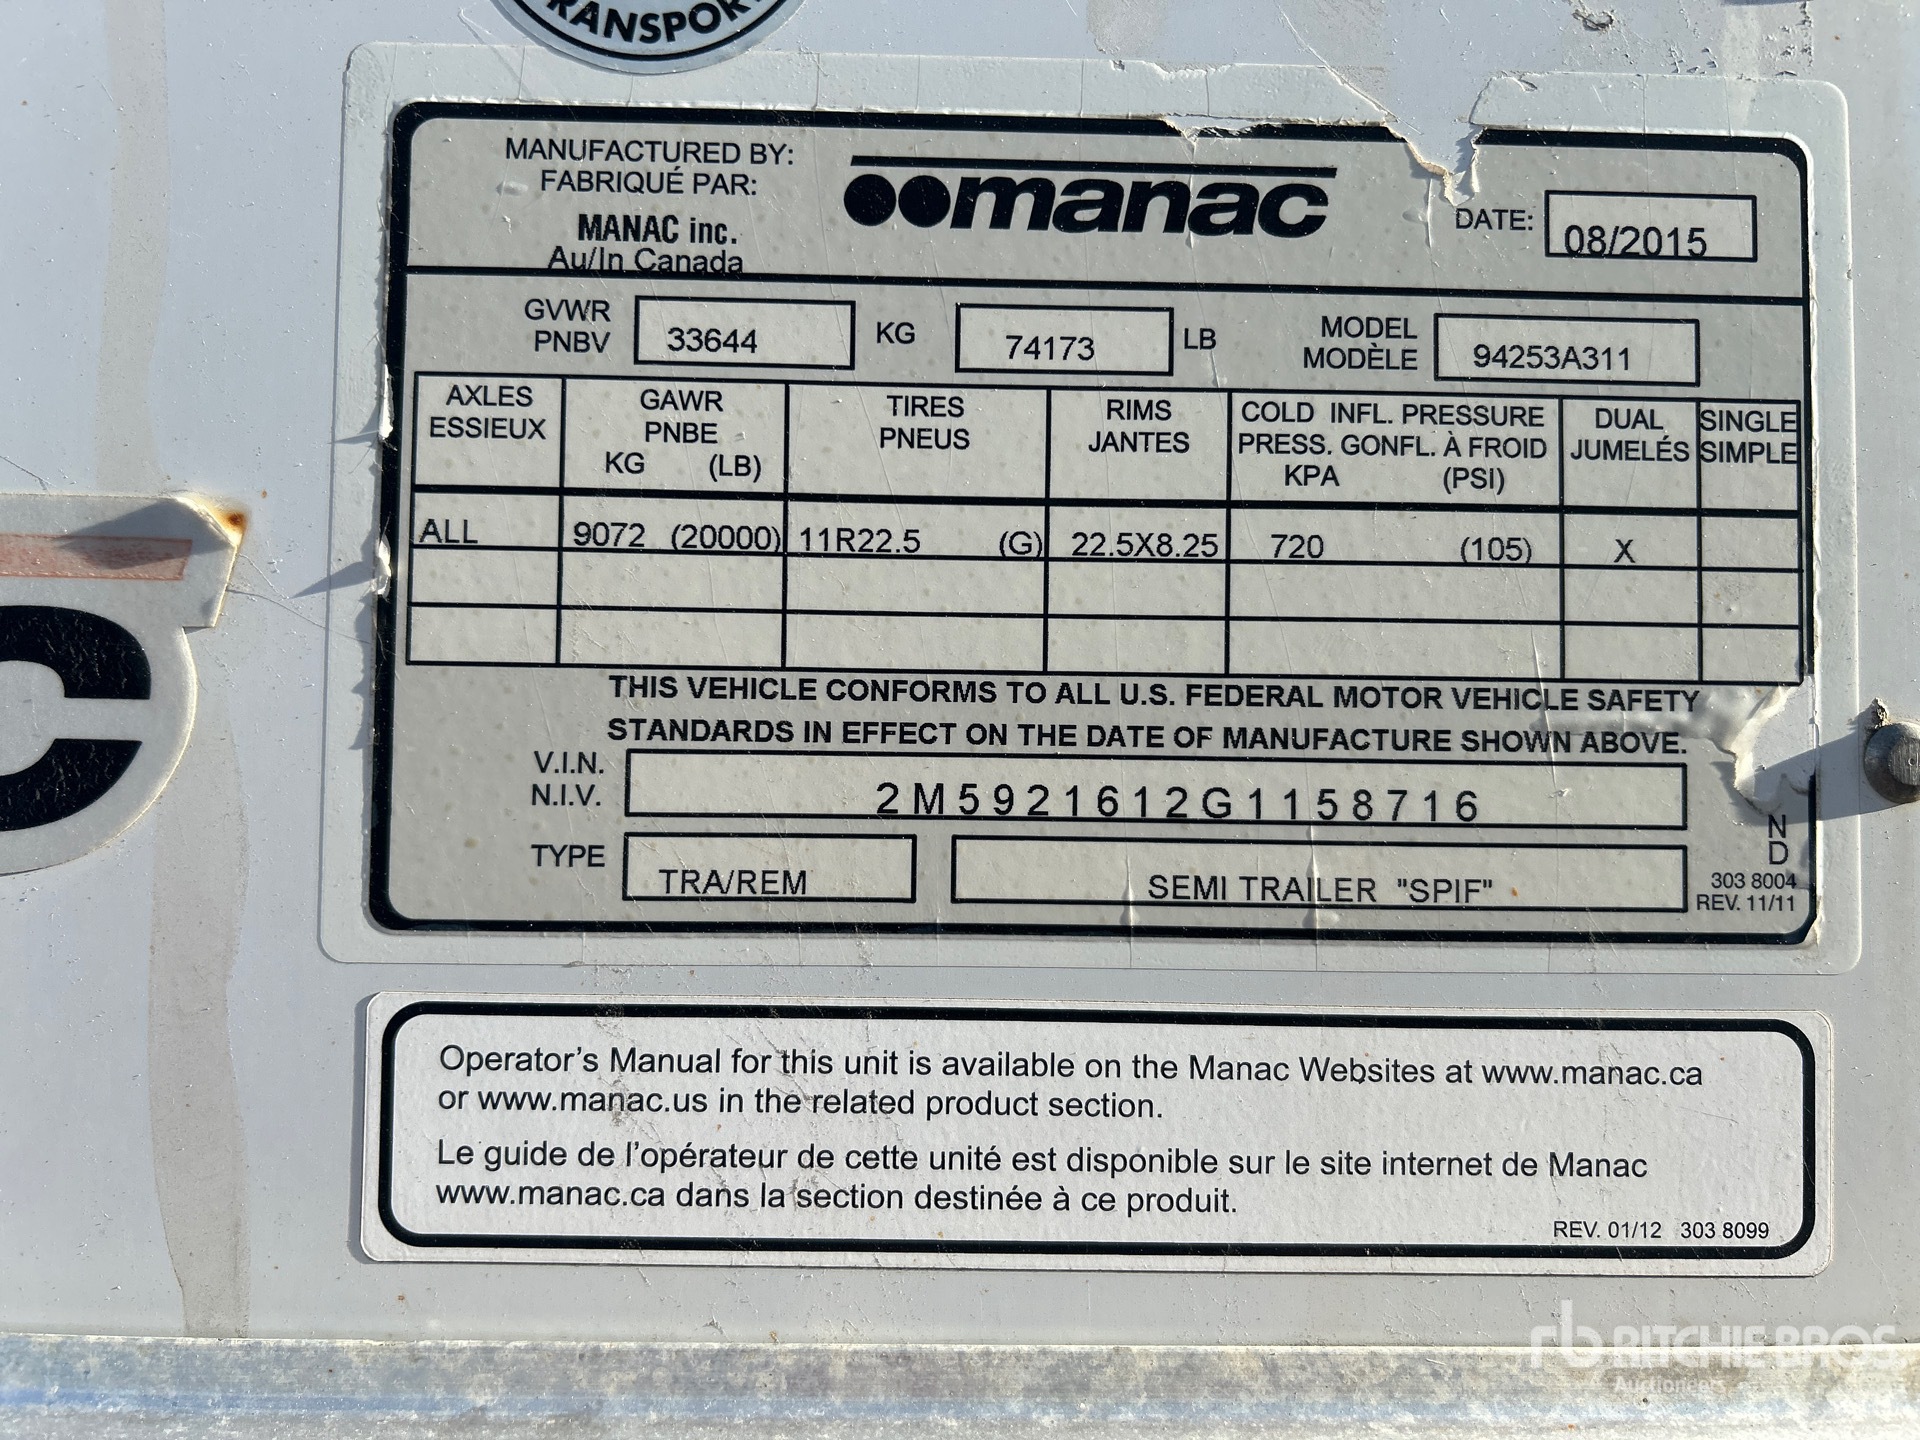 TRANSPORT
MANUFACTURED BY:
FABRIQUÉ PAR:
MANAC inc.
Au/In Canada
manac
DATE: 08/2015
GVWR
PNBV
33644 KG 74173 LB
MODEL
MODÈLE
94253A311
AXLES
ESSIEUX
GAWR
PNBE
KG (LB)
TIRES
PNEUS
RIMS
JANTES
COLD INFL. PRESSURE
PRESS. GONFL. À FROID
KPA (PSI)
DUAL
JUMELÉS
SINGLE
SIMPLE
ALL 9072 (20000) 11R22.5 (G) 22.5X8.25 720 (105) X
THIS VEHICLE CONFORMS TO ALL U.S. FEDERAL MOTOR VEHICLE SAFETY
STANDARDS IN EFFECT ON THE DATE OF MANUFACTURE SHOWN ABOVE.
V.I.N.
N.I.V.
2M5921612G1158716
TYPE TRA/REM SEMI TRAILER "SPIF"
N
D
303 8004
REV. 11/11
C
Operator's Manual for this unit is available on the Manac Websites at www.manac.ca
or www.manac.us in the related product section.
Le guide de l'opérateur de cette unité est disponible sur le site internet de Manac
www.manac.ca dans la section destinée à ce produit.
REV. 01/12 303 8099
rb RITCHIE BROS.
Auctioneers